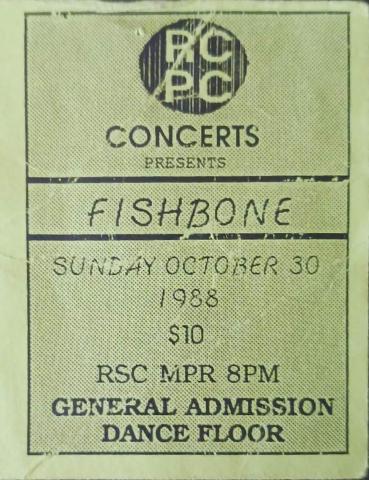 RC
PC
CONCERTS
PRESENTS
FISHBONE
SUNDAY OCTOBER 30
1988
$10
RSC MPR 8PM
GENERAL ADMISSION
DANCE FLOOR